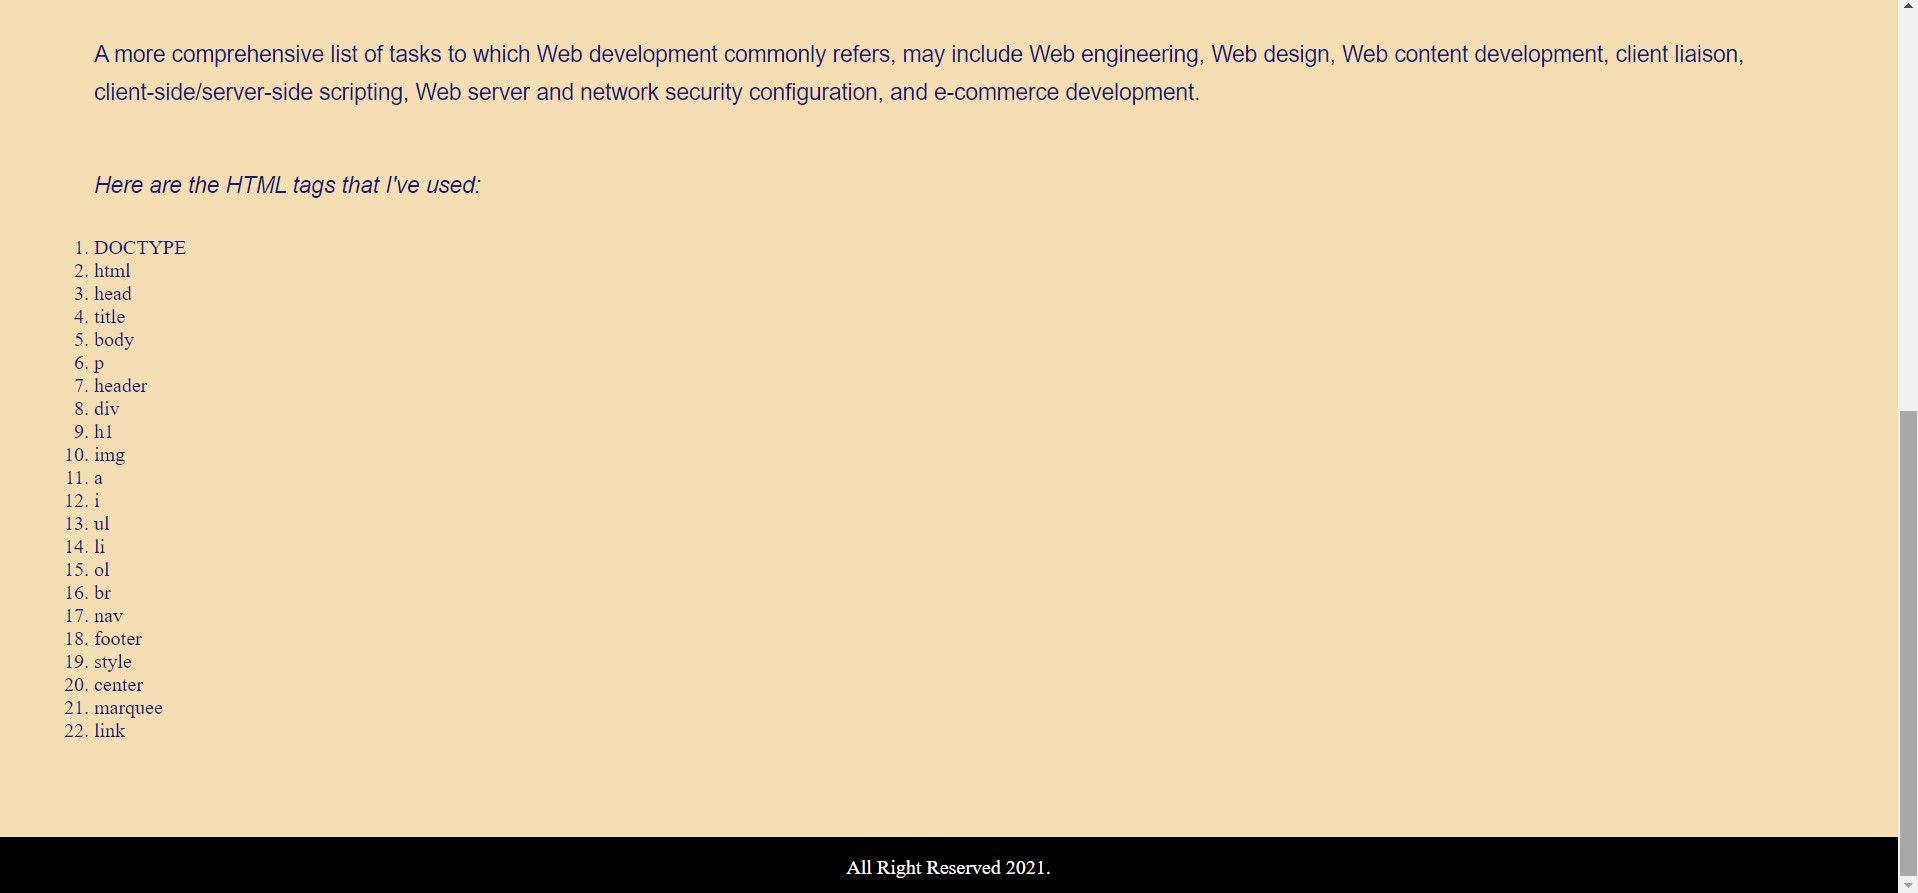 A more comprehensive list of tasks to which Web development commonly refers, may include Web engineering, Web design, Web content development, client liaison,
client-side/server-side scripting, Web server and network security configuration, and e-commerce development.
Here are the HTML tags that I've used:
1. DOCTYPE
2. html
3. head
4. title
5. body
6. p
7. header
8. div
9. h1
10. img
11. a
12. i
13. ul
14. li
15. ol
16. br
17. nav
18. footer
19. style
20. center
21. marquee
22. link
All Right Reserved 2021.